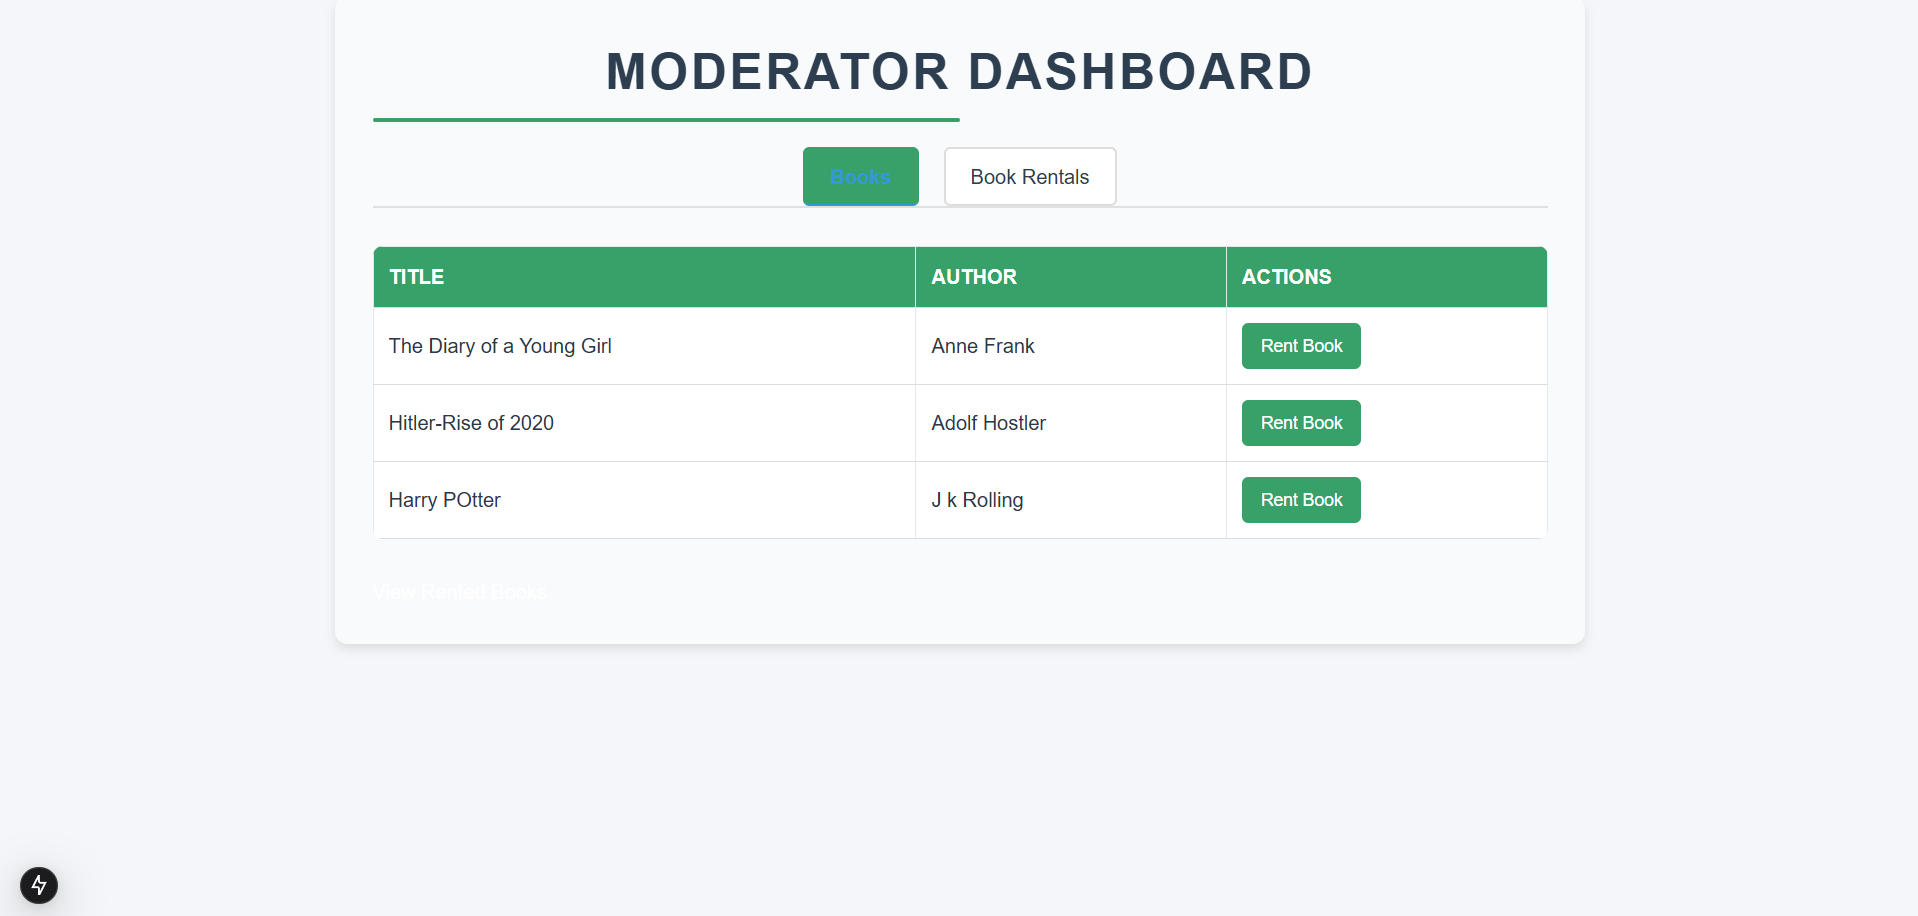 MODERATOR DASHBOARD
Books Book Rentals
TITLE AUTHOR ACTIONS
The Diary of a Young Girl Anne Frank Rent Book
Hitler-Rise of 2020 Adolf Hostler Rent Book
Harry POtter J k Rolling Rent Book
View Rented Books